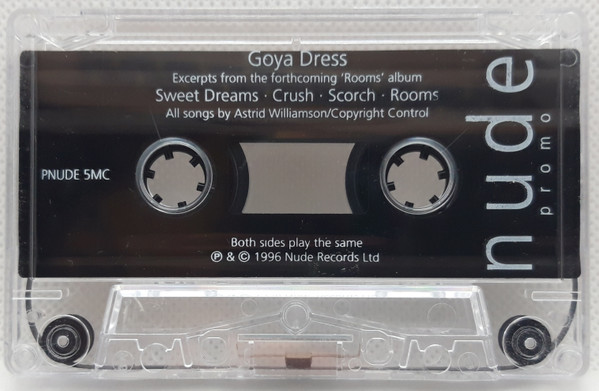 Goya Dress
Excerpts from the forthcoming 'Rooms' album
Sweet Dreams · Crush · Scorch · Rooms
All songs by Astrid Williamson/Copyright Control
PNUDE 5MC
Both sides play the same
℗ & © 1996 Nude Records Ltd
nude
promo